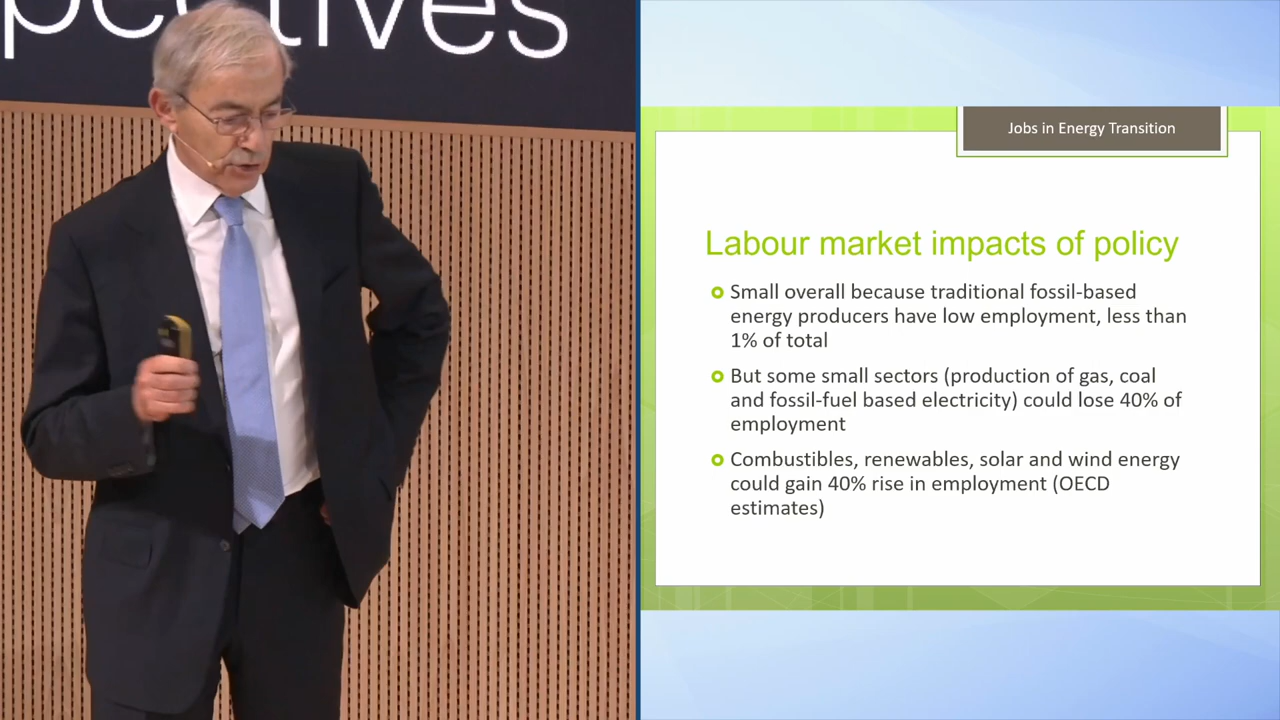 pectives
Jobs in Energy Transition
Labour market impacts of policy
Small overall because traditional fossil-based
energy producers have low employment, less than
1% of total
But some small sectors (production of gas, coal
and fossil-fuel based electricity) could lose 40% of
employment
Combustibles, renewables, solar and wind energy
could gain 40% rise in employment (OECD
estimates)